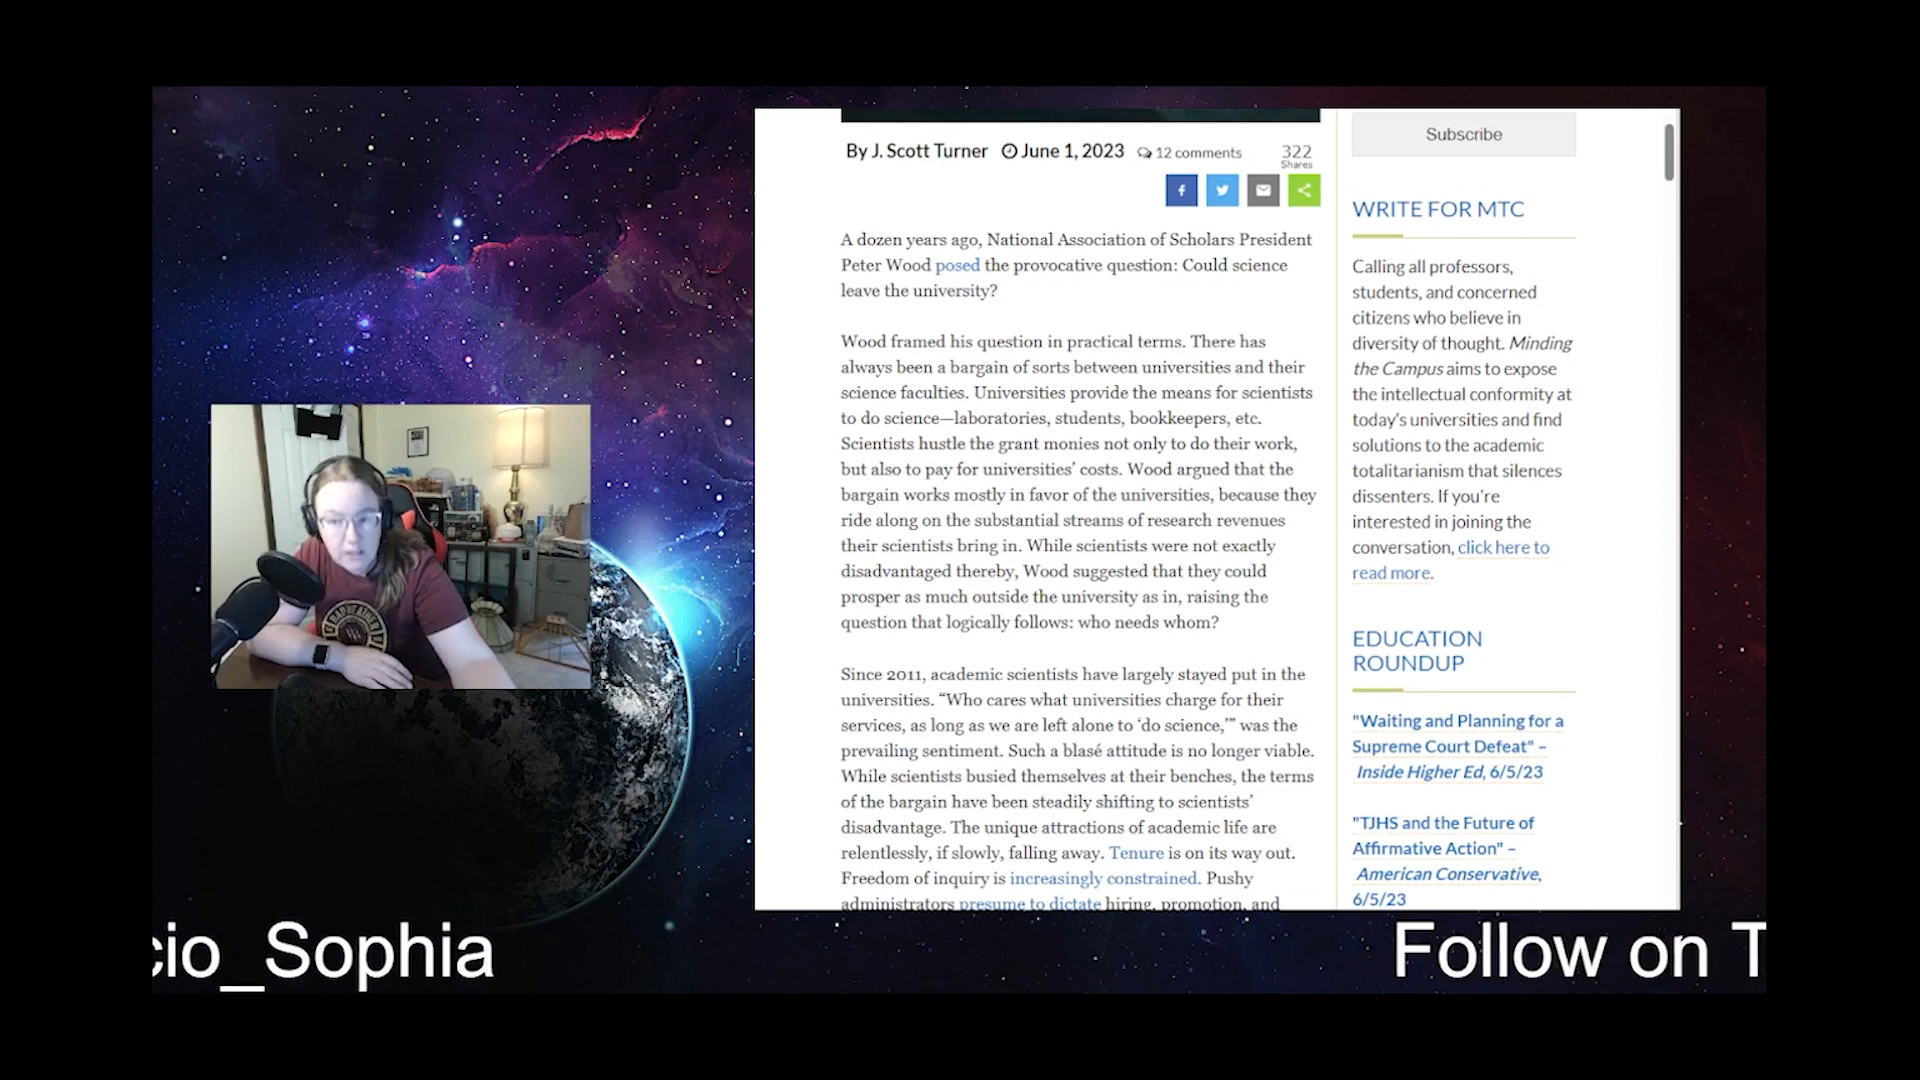 By J. Scott Turner June 1, 2023 12 comments 322
Shares
A dozen years ago, National Association of Scholars President
Peter Wood posed the provocative question: Could science
leave the university?
Wood framed his question in practical terms. There has
always been a bargain of sorts between universities and their
science faculties. Universities provide the means for scientists
to do science—laboratories, students, bookkeepers, etc.
Scientists hustle the grant monies not only to do their work,
but also to pay for universities’ costs. Wood argued that the
bargain works mostly in favor of the universities, because they
ride along on the substantial streams of research revenues
their scientists bring in. While scientists were not exactly
disadvantaged thereby, Wood suggested that they could
prosper as much outside the university as in, raising the
question that logically follows: who needs whom?
Since 2011, academic scientists have largely stayed put in the
universities. “Who cares what universities charge for their
services, as long as we are left alone to ‘do science,’” was the
prevailing sentiment. Such a blasé attitude is no longer viable.
While scientists busied themselves at their benches, the terms
of the bargain have been steadily shifting to scientists’
disadvantage. The unique attractions of academic life are
relentlessly, if slowly, falling away. Tenure is on its way out.
Freedom of inquiry is increasingly constrained. Pushy
administrators presume to dictate hiring, promotion, and
Subscribe
WRITE FOR MTC
Calling all professors,
students, and concerned
citizens who believe in
diversity of thought. Minding
the Campus aims to expose
the intellectual conformity at
today's universities and find
solutions to the academic
totalitarianism that silences
dissenters. If you're
interested in joining the
conversation, click here to
read more.
EDUCATION
ROUNDUP
"Waiting and Planning for a
Supreme Court Defeat" –
Inside Higher Ed, 6/5/23
"TJHS and the Future of
Affirmative Action" –
American Conservative,
6/5/23
cio_Sophia
Follow on T